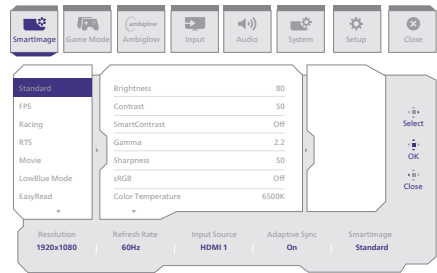 SmartImage
Game Mode
ambiglow
Ambiglow
Input
Audio
System
Setup
Close
Standard
FPS
Racing
RTS
Movie
LowBlue Mode
EasyRead
Brightness 80
Contrast 50
SmartContrast Off
Gamma 2.2
Sharpness 50
sRGB Off
Color Temperature 6500K
Select
OK
Close
Resolution Refresh Rate Input Source Adaptive Sync SmartImage
1920x1080 60Hz HDMI 1 On Standard